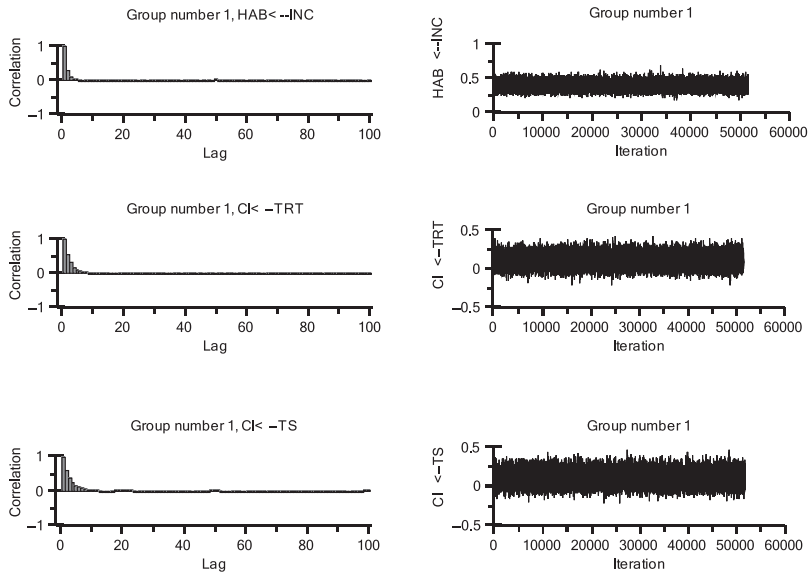 Group number 1, HAB< --INC
Correlation
1
0
−1
0 20 40 60 80 100
Lag
Group number 1
HAB <--INC
1
0.5
0
0 10000 20000 30000 40000 50000 60000
Iteration
Group number 1, CI< −TRT
Correlation
1
0
−1
0 20 40 60 80 100
Lag
Group number 1
CI <−TRT
0.5
0
−0.5
0 10000 20000 30000 40000 50000 60000
Iteration
Group number 1, CI< −TS
Correlation
1
0
−1
0 20 40 60 80 100
Lag
Group number 1
CI <−TS
0.5
0
−0.5
0 10000 20000 30000 40000 50000 60000
Iteration